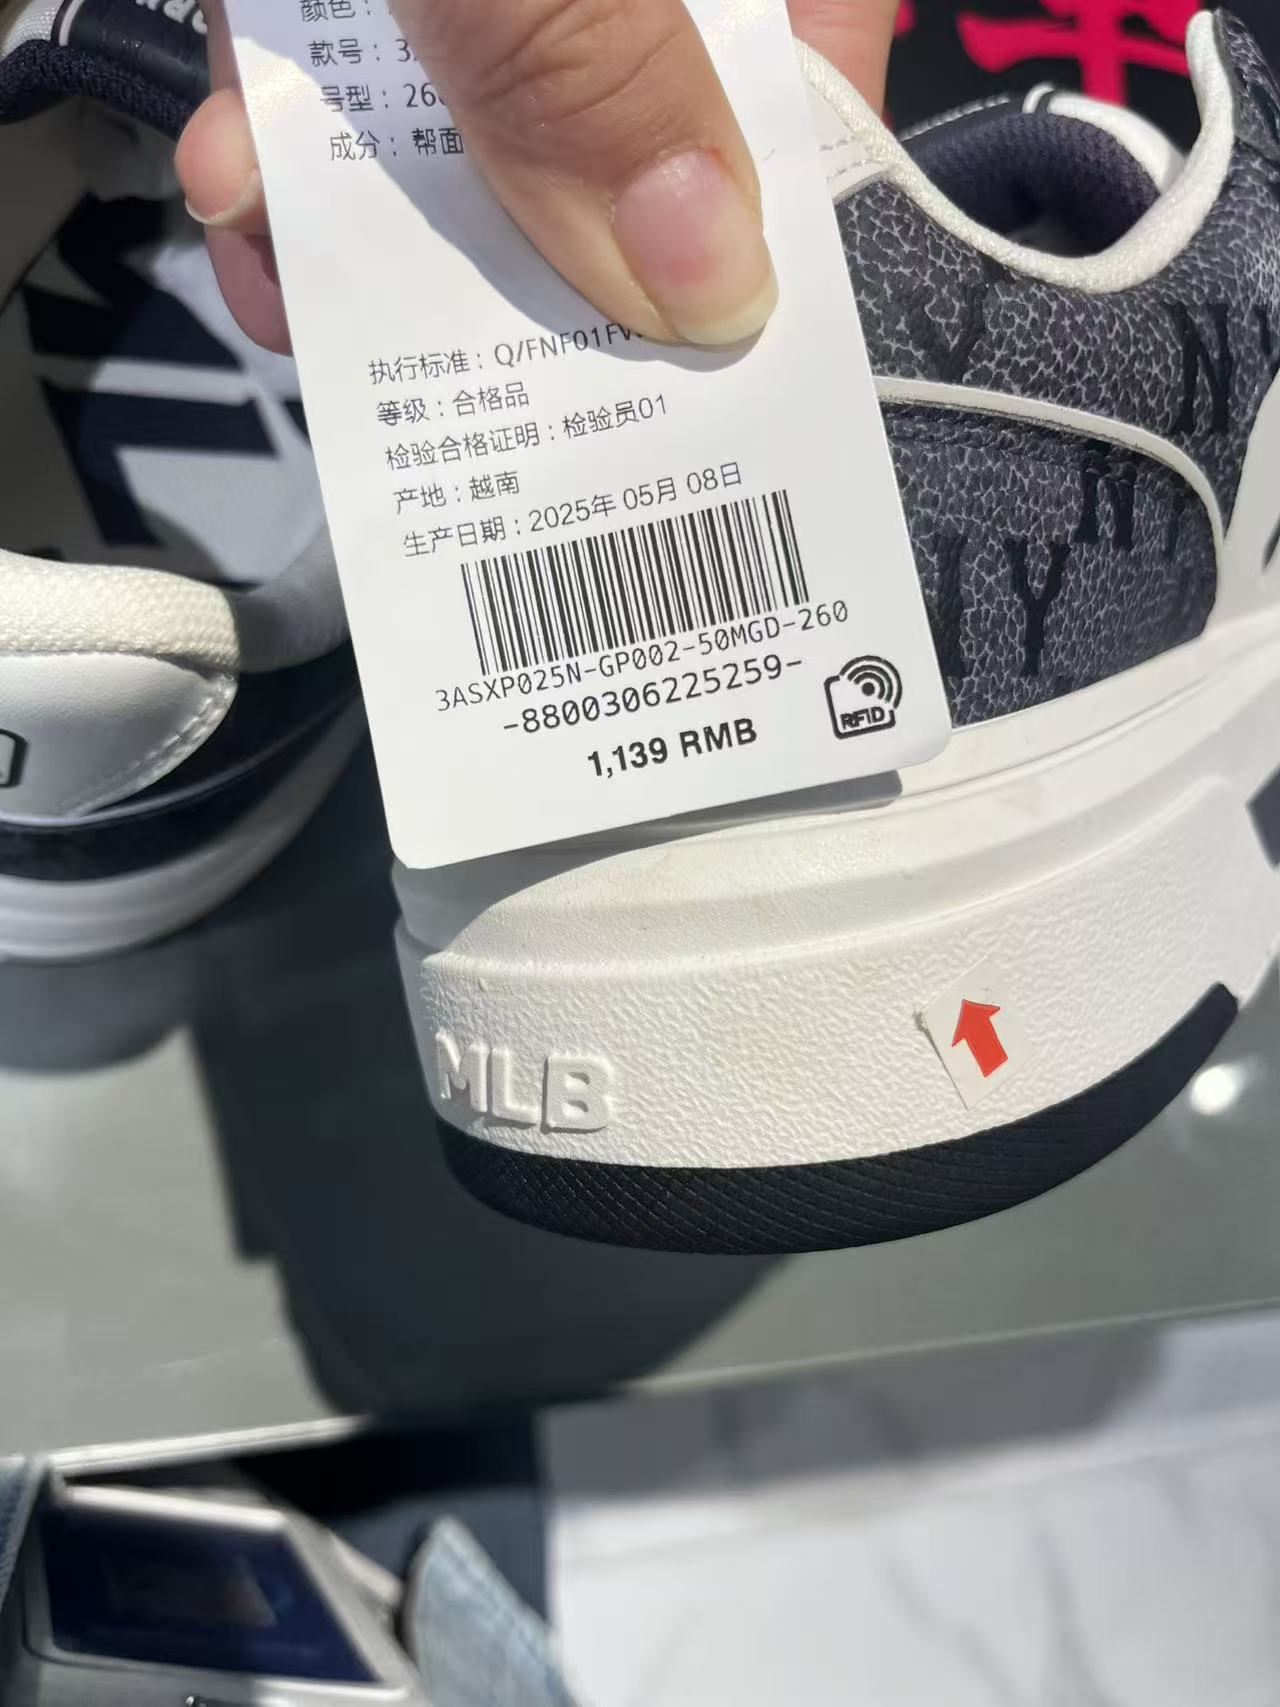 颜色：
款号：3
号型：26
成分：帮面
执行标准：Q/FNF01FW
等级：合格品
检验合格证明：检验员01
产地：越南
生产日期：2025年 05月 08日
3ASXP025N-GP002-50MGD-260
-8800306225259-
1,139 RMB
RFID
N
N
Y
MLB